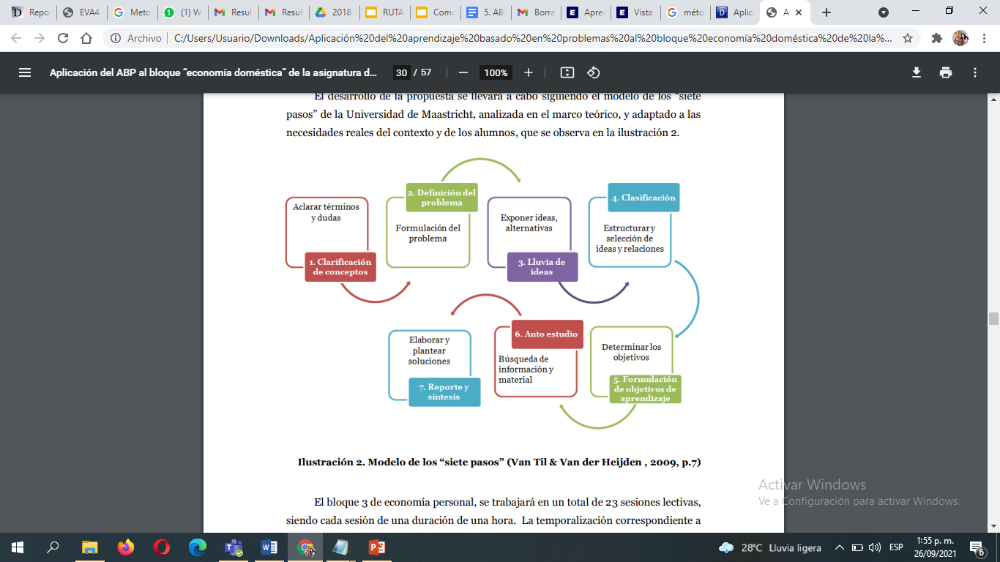 Repo
EVA4
Meto
(1) W
Resul
Resul
2018
RUTA
Como
5. AB
Borra
Apre
Vista
méto
Aplic
A
Archivo
C:/Users/Usuario/Downloads/Aplicación%20del%20aprendizaje%20basado%20en%20problemas%20al%20bloque%20economía%20doméstica%20de%20la%...
Aplicación del ABP al bloque “economía doméstica” de la asignatura d...
30 / 57
100%
El desarrollo de la propuesta se llevará a cabo siguiendo el modelo de los “siete
pasos” de la Universidad de Maastricht, analizada en el marco teórico, y adaptado a las
necesidades reales del contexto y de los alumnos, que se observa en la ilustración 2.
Aclarar términos
y dudas
1. Clarificación
de conceptos
2. Definición del
problema
Formulación del
problema
Exponer ideas,
alternativas
3. Lluvia de
ideas
4. Clasificación
Estructurar y
selección de
ideas y relaciones
Determinar los
objetivos
5. Formulación
de objetivos de
aprendizaje
6. Auto estudio
Búsqueda de
información y
material
Elaborar y
plantear
soluciones
7. Reporte y
síntesis
Ilustración 2. Modelo de los “siete pasos” (Van Til & Van der Heijden , 2009, p.7)
El bloque 3 de economía personal, se trabajará en un total de 23 sesiones lectivas,
siendo cada sesión de una duración de una hora. La temporalización correspondiente a
Activar Windows
Ve a Configuración para activar Windows.
28°C Lluvia ligera
ESP
1:55 p. m.
26/09/2021
6